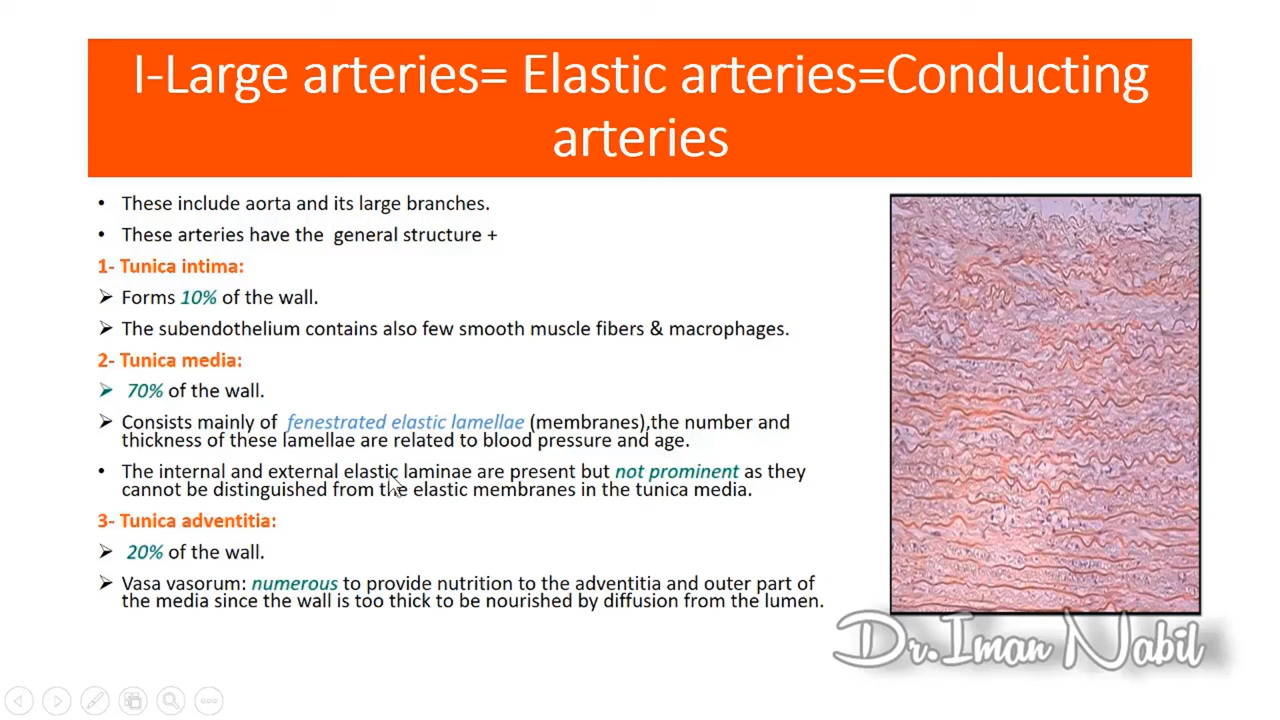 I-Large arteries= Elastic arteries=Conducting
arteries
• These include aorta and its large branches.
• These arteries have the general structure +
1- Tunica intima:
➢ Forms 10% of the wall.
➢ The subendothelium contains also few smooth muscle fibers & macrophages.
2- Tunica media:
➢ 70% of the wall.
➢ Consists mainly of fenestrated elastic lamellae (membranes),the number and
thickness of these lamellae are related to blood pressure and age.
• The internal and external elastic laminae are present but not prominent as they
cannot be distinguished from the elastic membranes in the tunica media.
3- Tunica adventitia:
➢ 20% of the wall.
➢ Vasa vasorum: numerous to provide nutrition to the adventitia and outer part of
the media since the wall is too thick to be nourished by diffusion from the lumen.
Dr.Iman Nabil